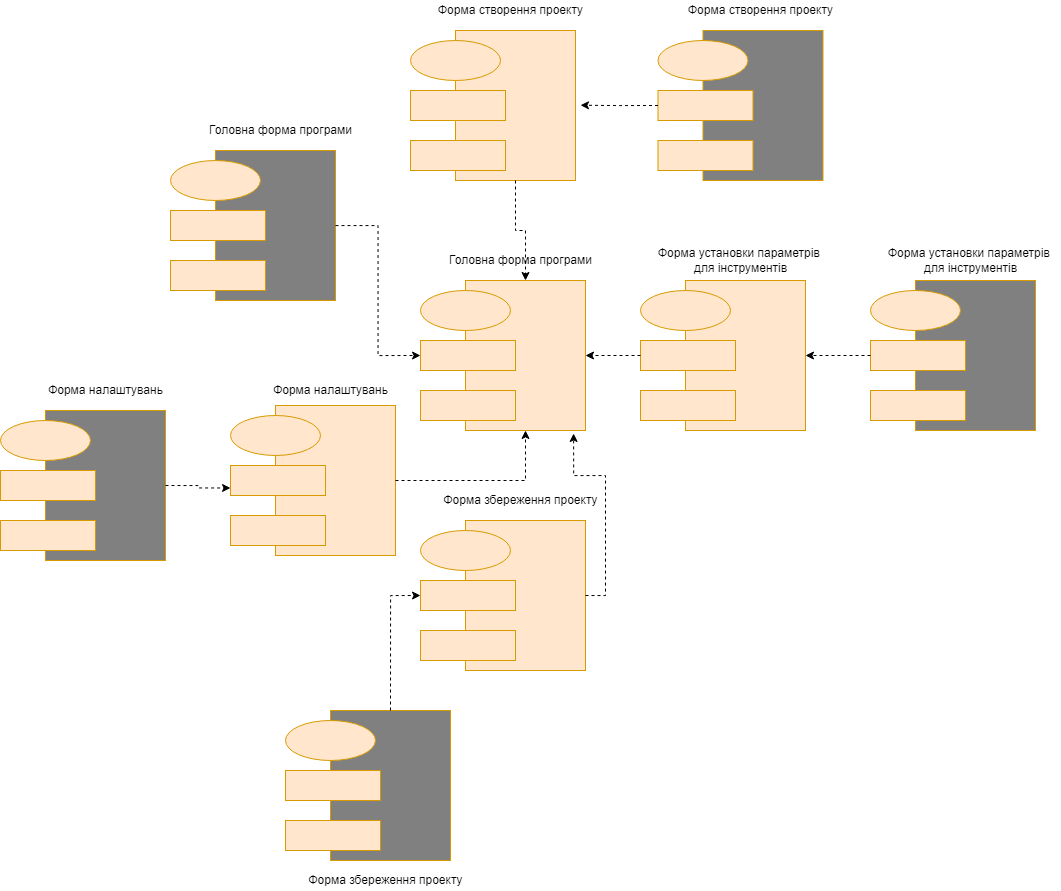 Форма створення проекту
Форма створення проекту
Головна форма програми
Головна форма програми
Форма установки параметрів
для інструментів
Форма установки параметрів
для інструментів
Форма налаштувань
Форма налаштувань
Форма збереження проекту
Форма збереження проекту